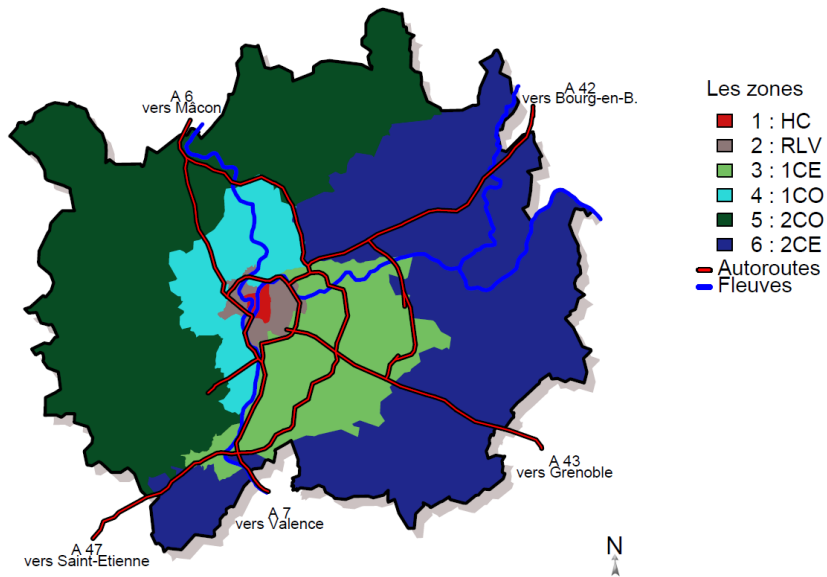 A 6
vers Mâcon
A 42
vers Bourg-en-B.
Les zones
1 : HC
2 : RLV
3 : 1CE
4 : 1CO
5 : 2CO
6 : 2CE
Autoroutes
Fleuves
A 43
vers Grenoble
A 7
vers Valence
A 47
vers Saint-Etienne
N